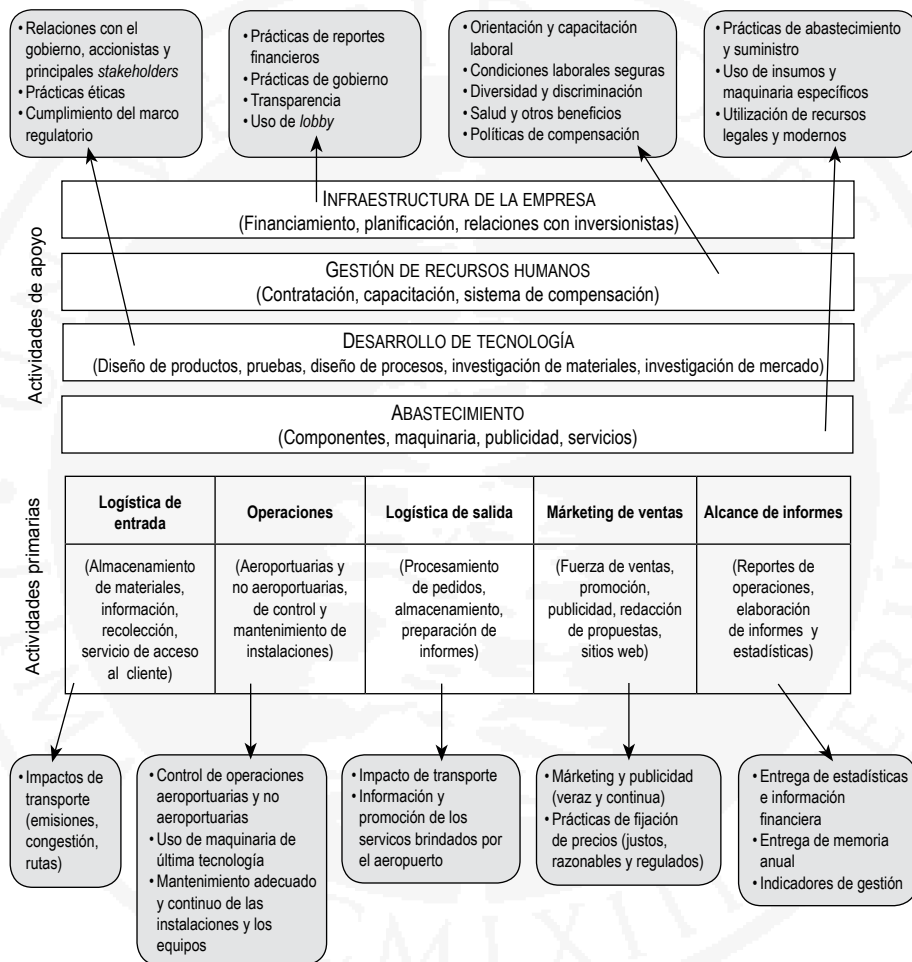 • Relaciones con el
gobierno, accionistas y
principales stakeholders
• Prácticas éticas
• Cumplimiento del marco
regulatorio
• Prácticas de reportes
financieros
• Prácticas de gobierno
• Transparencia
• Uso de lobby
• Orientación y capacitación
laboral
• Condiciones laborales seguras
• Diversidad y discriminación
• Salud y otros beneficios
• Políticas de compensación
• Prácticas de abastecimiento
y suministro
• Uso de insumos y
maquinaria específicos
• Utilización de recursos
legales y modernos
Actividades de apoyo
INFRAESTRUCTURA DE LA EMPRESA
(Financiamiento, planificación, relaciones con inversionistas)
GESTIÓN DE RECURSOS HUMANOS
(Contratación, capacitación, sistema de compensación)
DESARROLLO DE TECNOLOGÍA
(Diseño de productos, pruebas, diseño de procesos, investigación de materiales, investigación de mercado)
ABASTECIMIENTO
(Componentes, maquinaria, publicidad, servicios)
Actividades primarias
Logística de
entrada
Operaciones
Logística de salida
Márketing de ventas
Alcance de informes
(Almacenamiento
de materiales,
información,
recolección,
servicio de acceso
al cliente)
(Aeroportuarias y
no aeroportuarias,
de control y
mantenimiento de
instalaciones)
(Procesamiento
de pedidos,
almacenamiento,
preparación de
informes)
(Fuerza de ventas,
promoción,
publicidad, redacción
de propuestas,
sitios web)
(Reportes de
operaciones,
elaboración
de informes y
estadísticas)
• Impactos de
transporte
(emisiones,
congestión,
rutas)
• Control de operaciones
aeroportuarias y no
aeroportuarias
• Uso de maquinaria de
última tecnología
• Mantenimiento adecuado
y continuo de las
instalaciones y los
equipos
• Impacto de transporte
• Información y
promoción de los
servicos brindados por
el aeropuerto
• Márketing y publicidad
(veraz y continua)
• Prácticas de fijación
de precios (justos,
razonables y regulados)
• Entrega de estadísticas
e información
financiera
• Entrega de memoria
anual
• Indicadores de gestión